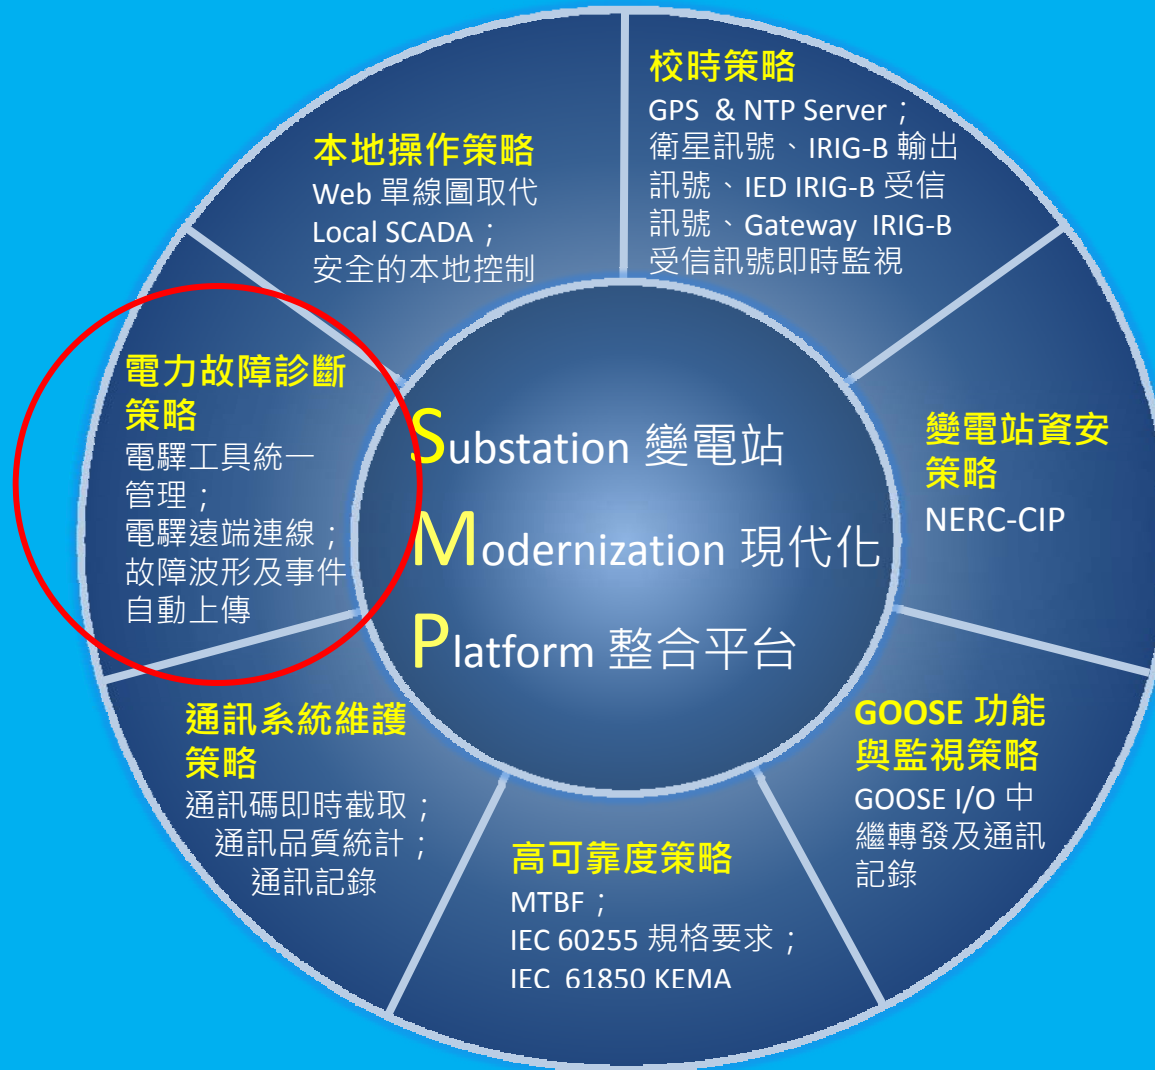 校時策略
GPS & NTP Server；
衛星訊號、IRIG-B 輸出
訊號、IED IRIG-B 受信
訊號、Gateway IRIG-B
受信訊號即時監視
本地操作策略
Web 單線圖取代
Local SCADA；
安全的本地控制
電力故障診斷
策略
電驛工具統一
管理；
電驛遠端連線；
故障波形及事件
自動上傳
Substation 變電站
Modernization 現代化
Platform 整合平台
變電站資安
策略
NERC-CIP
通訊系統維護
策略
通訊碼即時截取；
通訊品質統計；
通訊記錄
高可靠度策略
MTBF；
IEC 60255 規格要求；
IEC 61850 KEMA
GOOSE 功能
與監視策略
GOOSE I/O 中
繼轉發及通訊
記錄